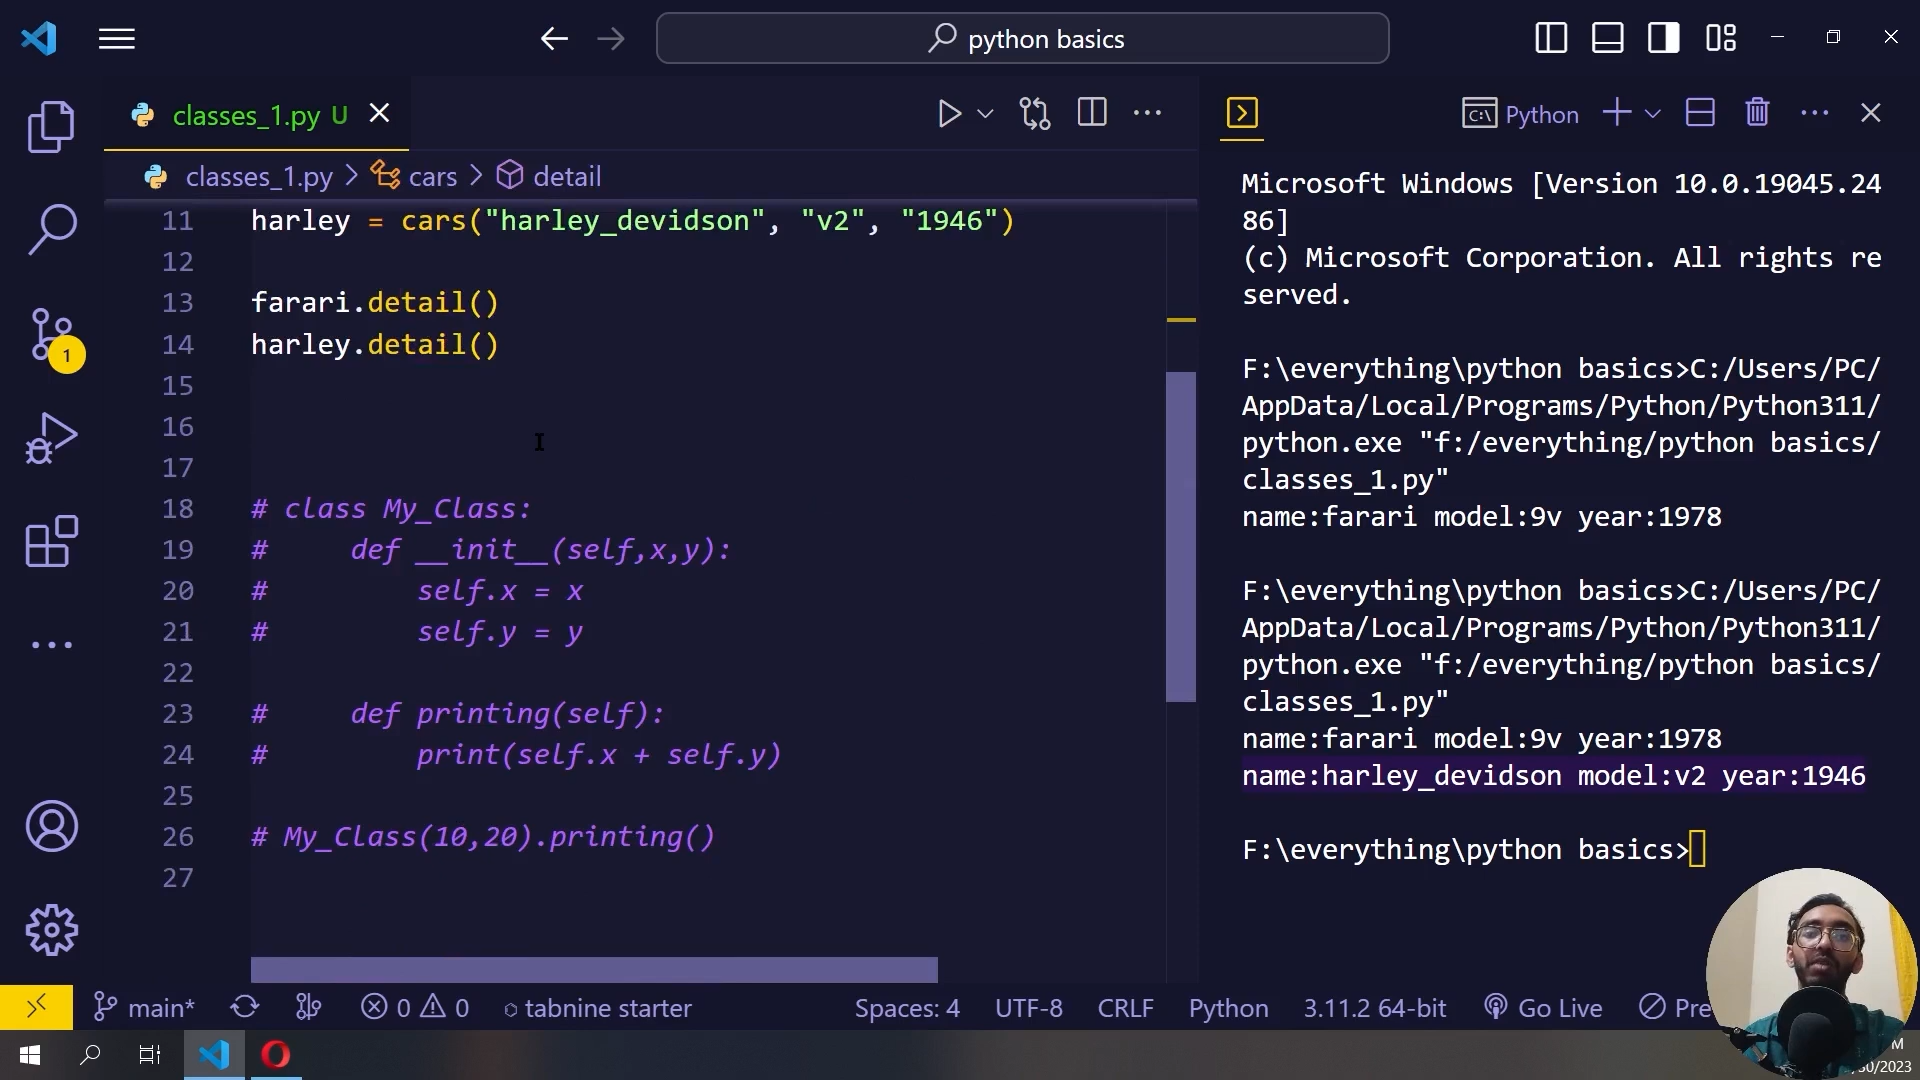 python basics
classes_1.py U
Python
classes_1.py > cars > detail
11 harley = cars("harley_devidson", "v2", "1946")
12
13 farari.detail()
14 harley.detail()
15
16
17
18 # class My_Class:
19 #     def __init__(self,x,y):
20 #         self.x = x
21 #         self.y = y
22
23 #     def printing(self):
24 #         print(self.x + self.y)
25
26 # My_Class(10,20).printing()
27
Microsoft Windows [Version 10.0.19045.24
86]
(c) Microsoft Corporation. All rights re
served.
F:\everything\python basics>C:/Users/PC/
AppData/Local/Programs/Python/Python311/
python.exe "f:/everything/python basics/
classes_1.py"
name:farari model:9v year:1978
F:\everything\python basics>C:/Users/PC/
AppData/Local/Programs/Python/Python311/
python.exe "f:/everything/python basics/
classes_1.py"
name:farari model:9v year:1978
name:harley_devidson model:v2 year:1946
F:\everything\python basics>
1
main* 0 0 tabnine starter Spaces: 4 UTF-8 CRLF Python 3.11.2 64-bit Go Live